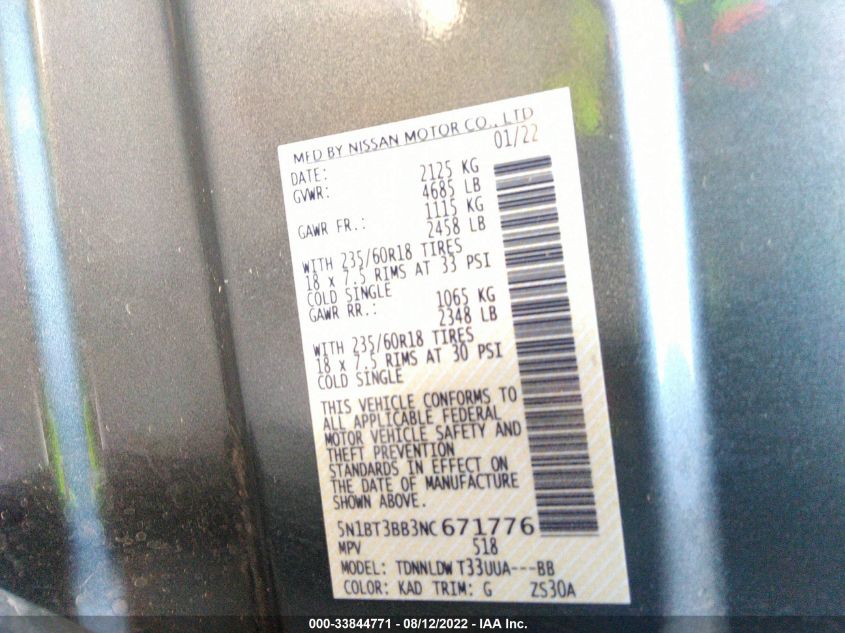 MFD BY NISSAN MOTOR CO., LTD
DATE: 01/22
GVWR: 2125 KG
4685 LB
GAWR FR.: 1115 KG
2458 LB
WITH 235/60R18 TIRES
18 x 7.5 RIMS AT 33 PSI
COLD SINGLE
GAWR RR.: 1065 KG
2348 LB
WITH 235/60R18 TIRES
18 x 7.5 RIMS AT 30 PSI
COLD SINGLE
THIS VEHICLE CONFORMS TO
ALL APPLICABLE FEDERAL
MOTOR VEHICLE SAFETY AND
THEFT PREVENTION
STANDARDS IN EFFECT ON
THE DATE OF MANUFACTURE
SHOWN ABOVE.
5N1BT3BB3NC671776
MPV 518
MODEL: TDNNLDW T33UUA---BB
COLOR: KAD TRIM: G ZS30A
000-33844771 - 08/12/2022 - IAA Inc.